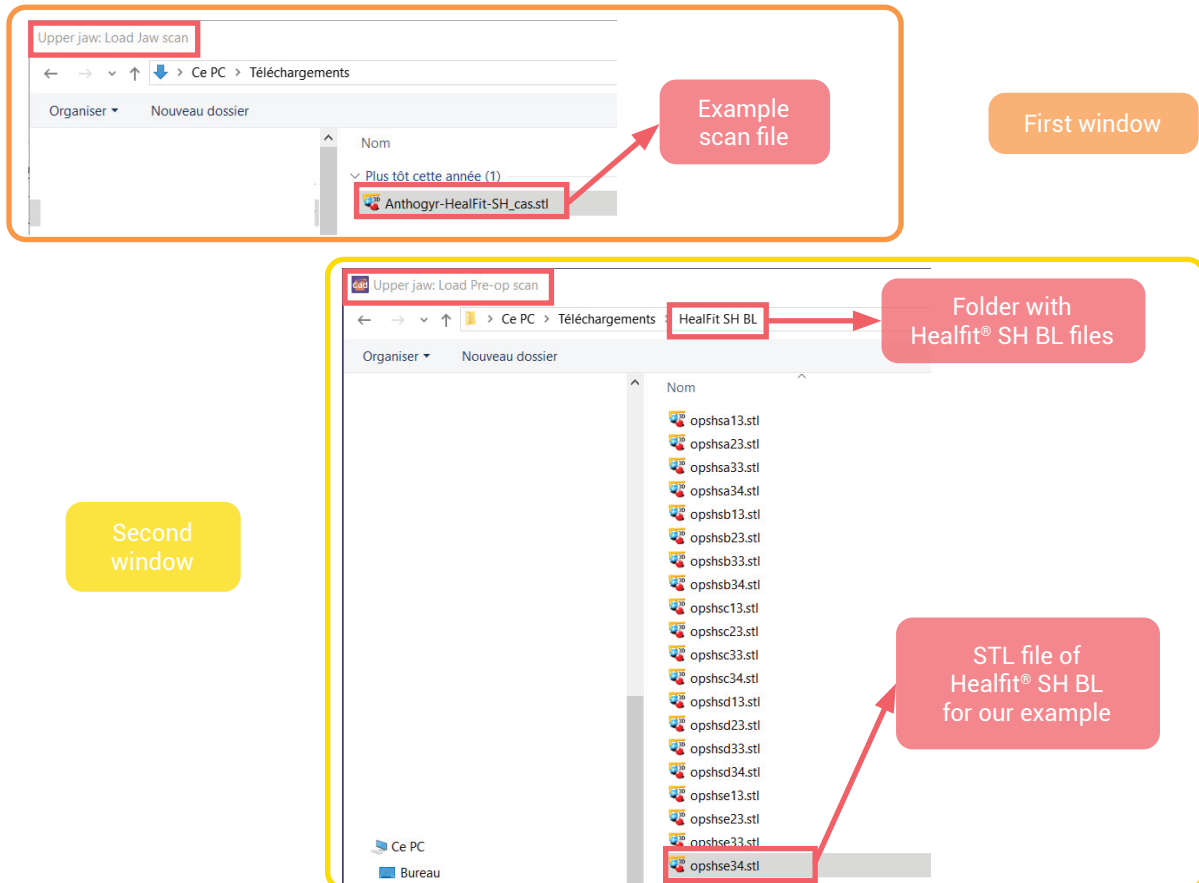 Upper jaw: Load Jaw scan
Ce PC > Téléchargements
Organiser Nouveau dossier
Nom
Plus tôt cette année (1)
Anthogyr-HealFit-SH_cas.stl
Example
scan file
First window
cad Upper jaw: Load Pre-op scan
Ce PC > Téléchargements > HealFit SH BL
Folder with
Healfit® SH BL files
Organiser Nouveau dossier
Nom
opshsa13.stl
opshsa23.stl
opshsa33.stl
opshsa34.stl
opshsb13.stl
opshsb23.stl
opshsb33.stl
opshsb34.stl
opshsc13.stl
opshsc23.stl
opshsc33.stl
opshsc34.stl
opshsd13.stl
opshsd23.stl
opshsd33.stl
opshsd34.stl
opshse13.stl
opshse23.stl
opshse33.stl
opshse34.stl
Ce PC
Bureau
Second
window
STL file of
Healfit® SH BL
for our example